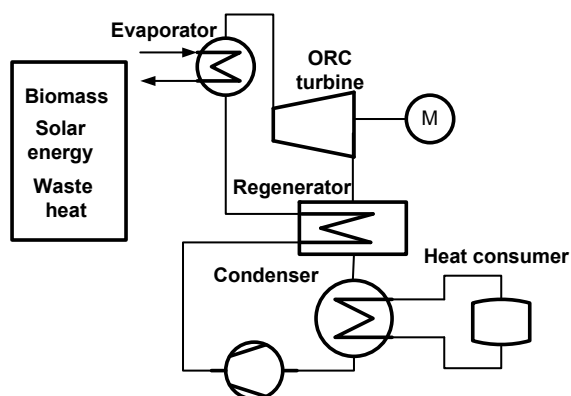 Evaporator
ORC
turbine
Biomass
Solar
energy
Waste
heat
M
Regenerator
Condenser
Heat consumer